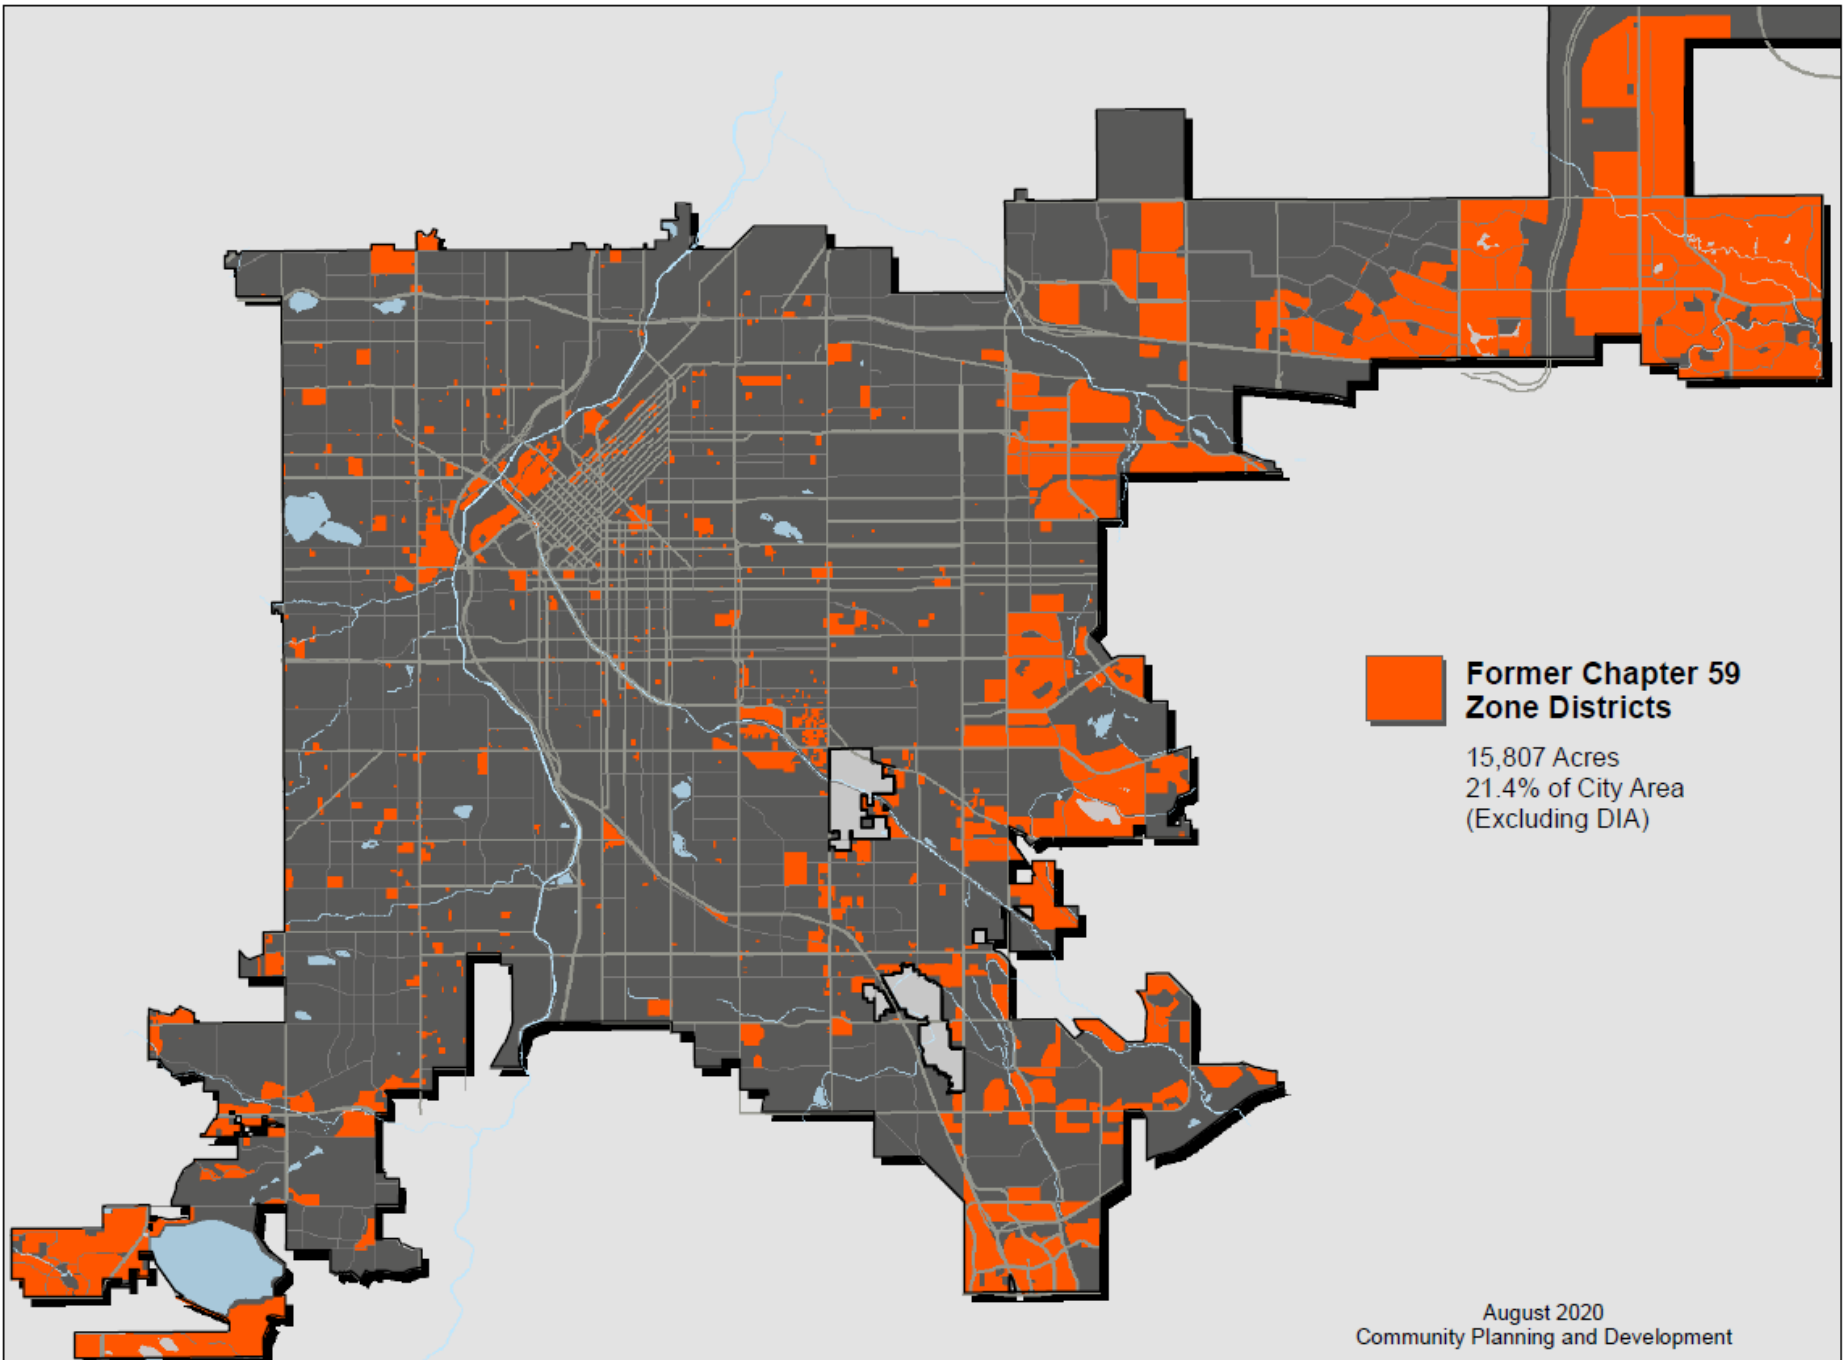 Former Chapter 59
Zone Districts
15,807 Acres
21.4% of City Area
(Excluding DIA)
August 2020
Community Planning and Development